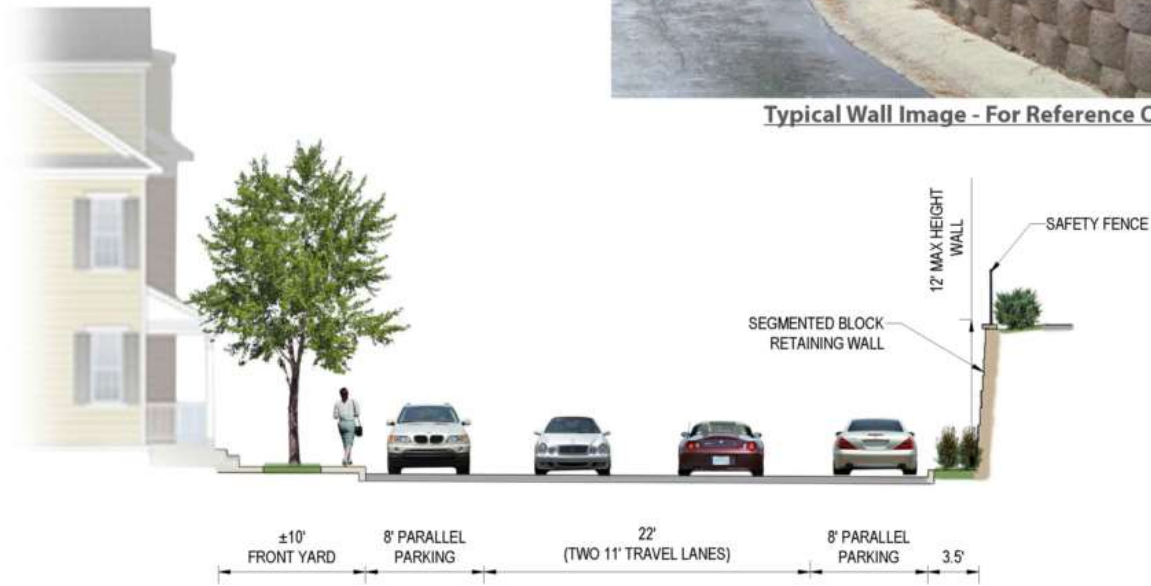 Typical Wall Image - For Reference
12' MAX HEIGHT
WALL
SAFETY FENCE
SEGMENTED BLOCK
RETAINING WALL
±10'
FRONT YARD
8' PARALLEL
PARKING
22'
(TWO 11' TRAVEL LANES)
8' PARALLEL
PARKING
3.5'